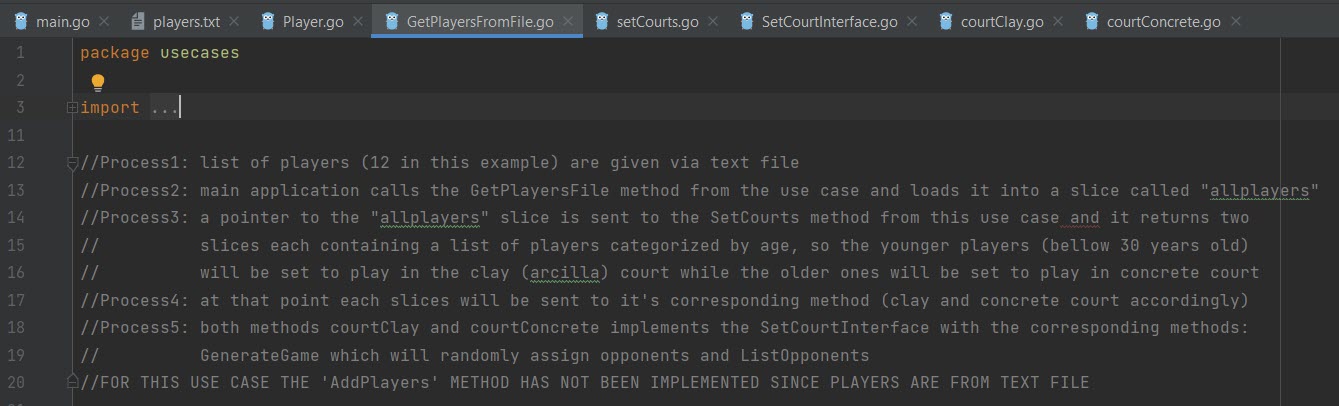 main.go players.txt Player.go GetPlayersFromFile.go setCourts.go SetCourtInterface.go courtClay.go courtConcrete.go
1 package usecases
2
3 import ...
11
12 //Process1: list of players (12 in this example) are given via text file
13 //Process2: main application calls the GetPlayersFile method from the use case and loads it into a slice called "allplayers"
14 //Process3: a pointer to the "allplayers" slice is sent to the SetCourts method from this use case and it returns two
15 // slices each containing a list of players categorized by age, so the younger players (bellow 30 years old)
16 // will be set to play in the clay (arcilla) court while the older ones will be set to play in concrete court
17 //Process4: at that point each slices will be sent to it's corresponding method (clay and concrete court accordingly)
18 //Process5: both methods courtClay and courtConcrete implements the SetCourtInterface with the corresponding methods:
19 // GenerateGame which will randomly assign opponents and ListOpponents
20 //FOR THIS USE CASE THE 'AddPlayers' METHOD HAS NOT BEEN IMPLEMENTED SINCE PLAYERS ARE FROM TEXT FILE